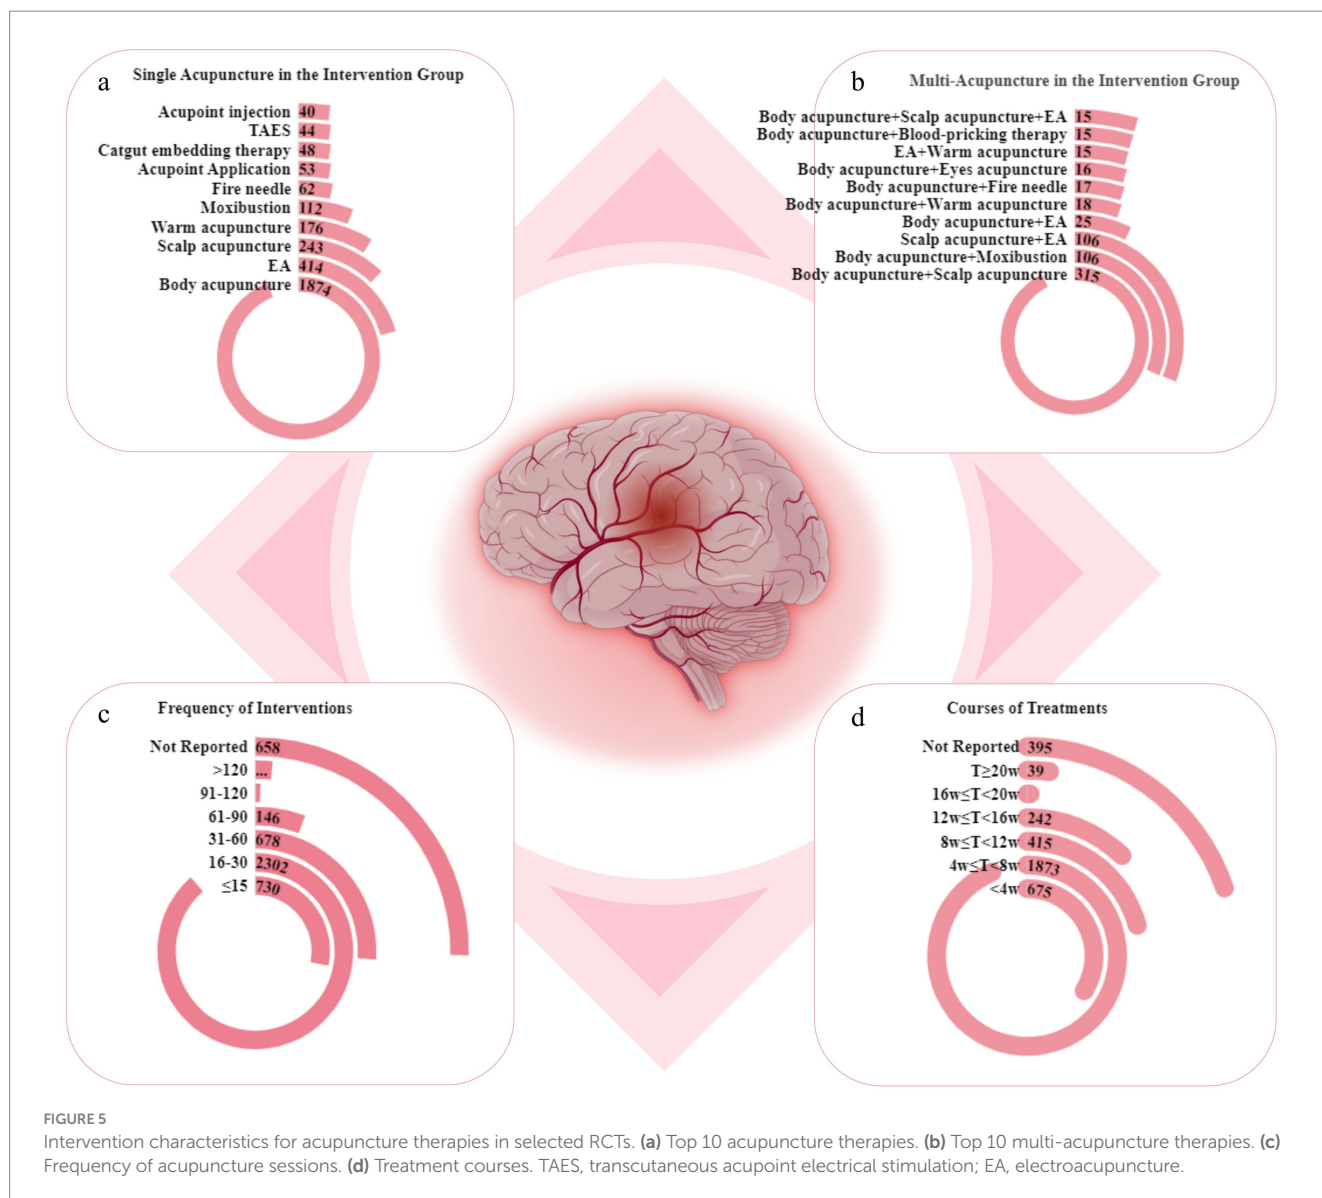 a
Single Acupuncture in the Intervention Group
Acupoint injection 40
TAES 44
Catgut embedding therapy 48
Acupoint Application 53
Fire needle 62
Moxibustion 112
Warm acupuncture 176
Scalp acupuncture 243
EA 414
Body acupuncture 1874
b
Multi-Acupuncture in the Intervention Group
Body acupuncture+Scalp acupuncture+EA 15
Body acupuncture+Blood-pricking therapy 15
EA+Warm acupuncture 15
Body acupuncture+Eyes acupuncture 16
Body acupuncture+Fire needle 17
Body acupuncture+Warm acupuncture 18
Body acupuncture+EA 25
Scalp acupuncture+EA 106
Body acupuncture+Moxibustion 106
Body acupuncture+Scalp acupuncture 315
c
Frequency of Interventions
Not Reported 658
>120 ...
91-120
61-90 146
31-60 678
16-30 2302
≤15 730
d
Courses of Treatments
Not Reported 395
T≥20w 39
16w≤T<20w
12w≤T<16w 242
8w≤T<12w 415
4w≤T<8w 1873
<4w 675
FIGURE 5
Intervention characteristics for acupuncture therapies in selected RCTs. (a) Top 10 acupuncture therapies. (b) Top 10 multi-acupuncture therapies. (c)
Frequency of acupuncture sessions. (d) Treatment courses. TAES, transcutaneous acupoint electrical stimulation; EA, electroacupuncture.